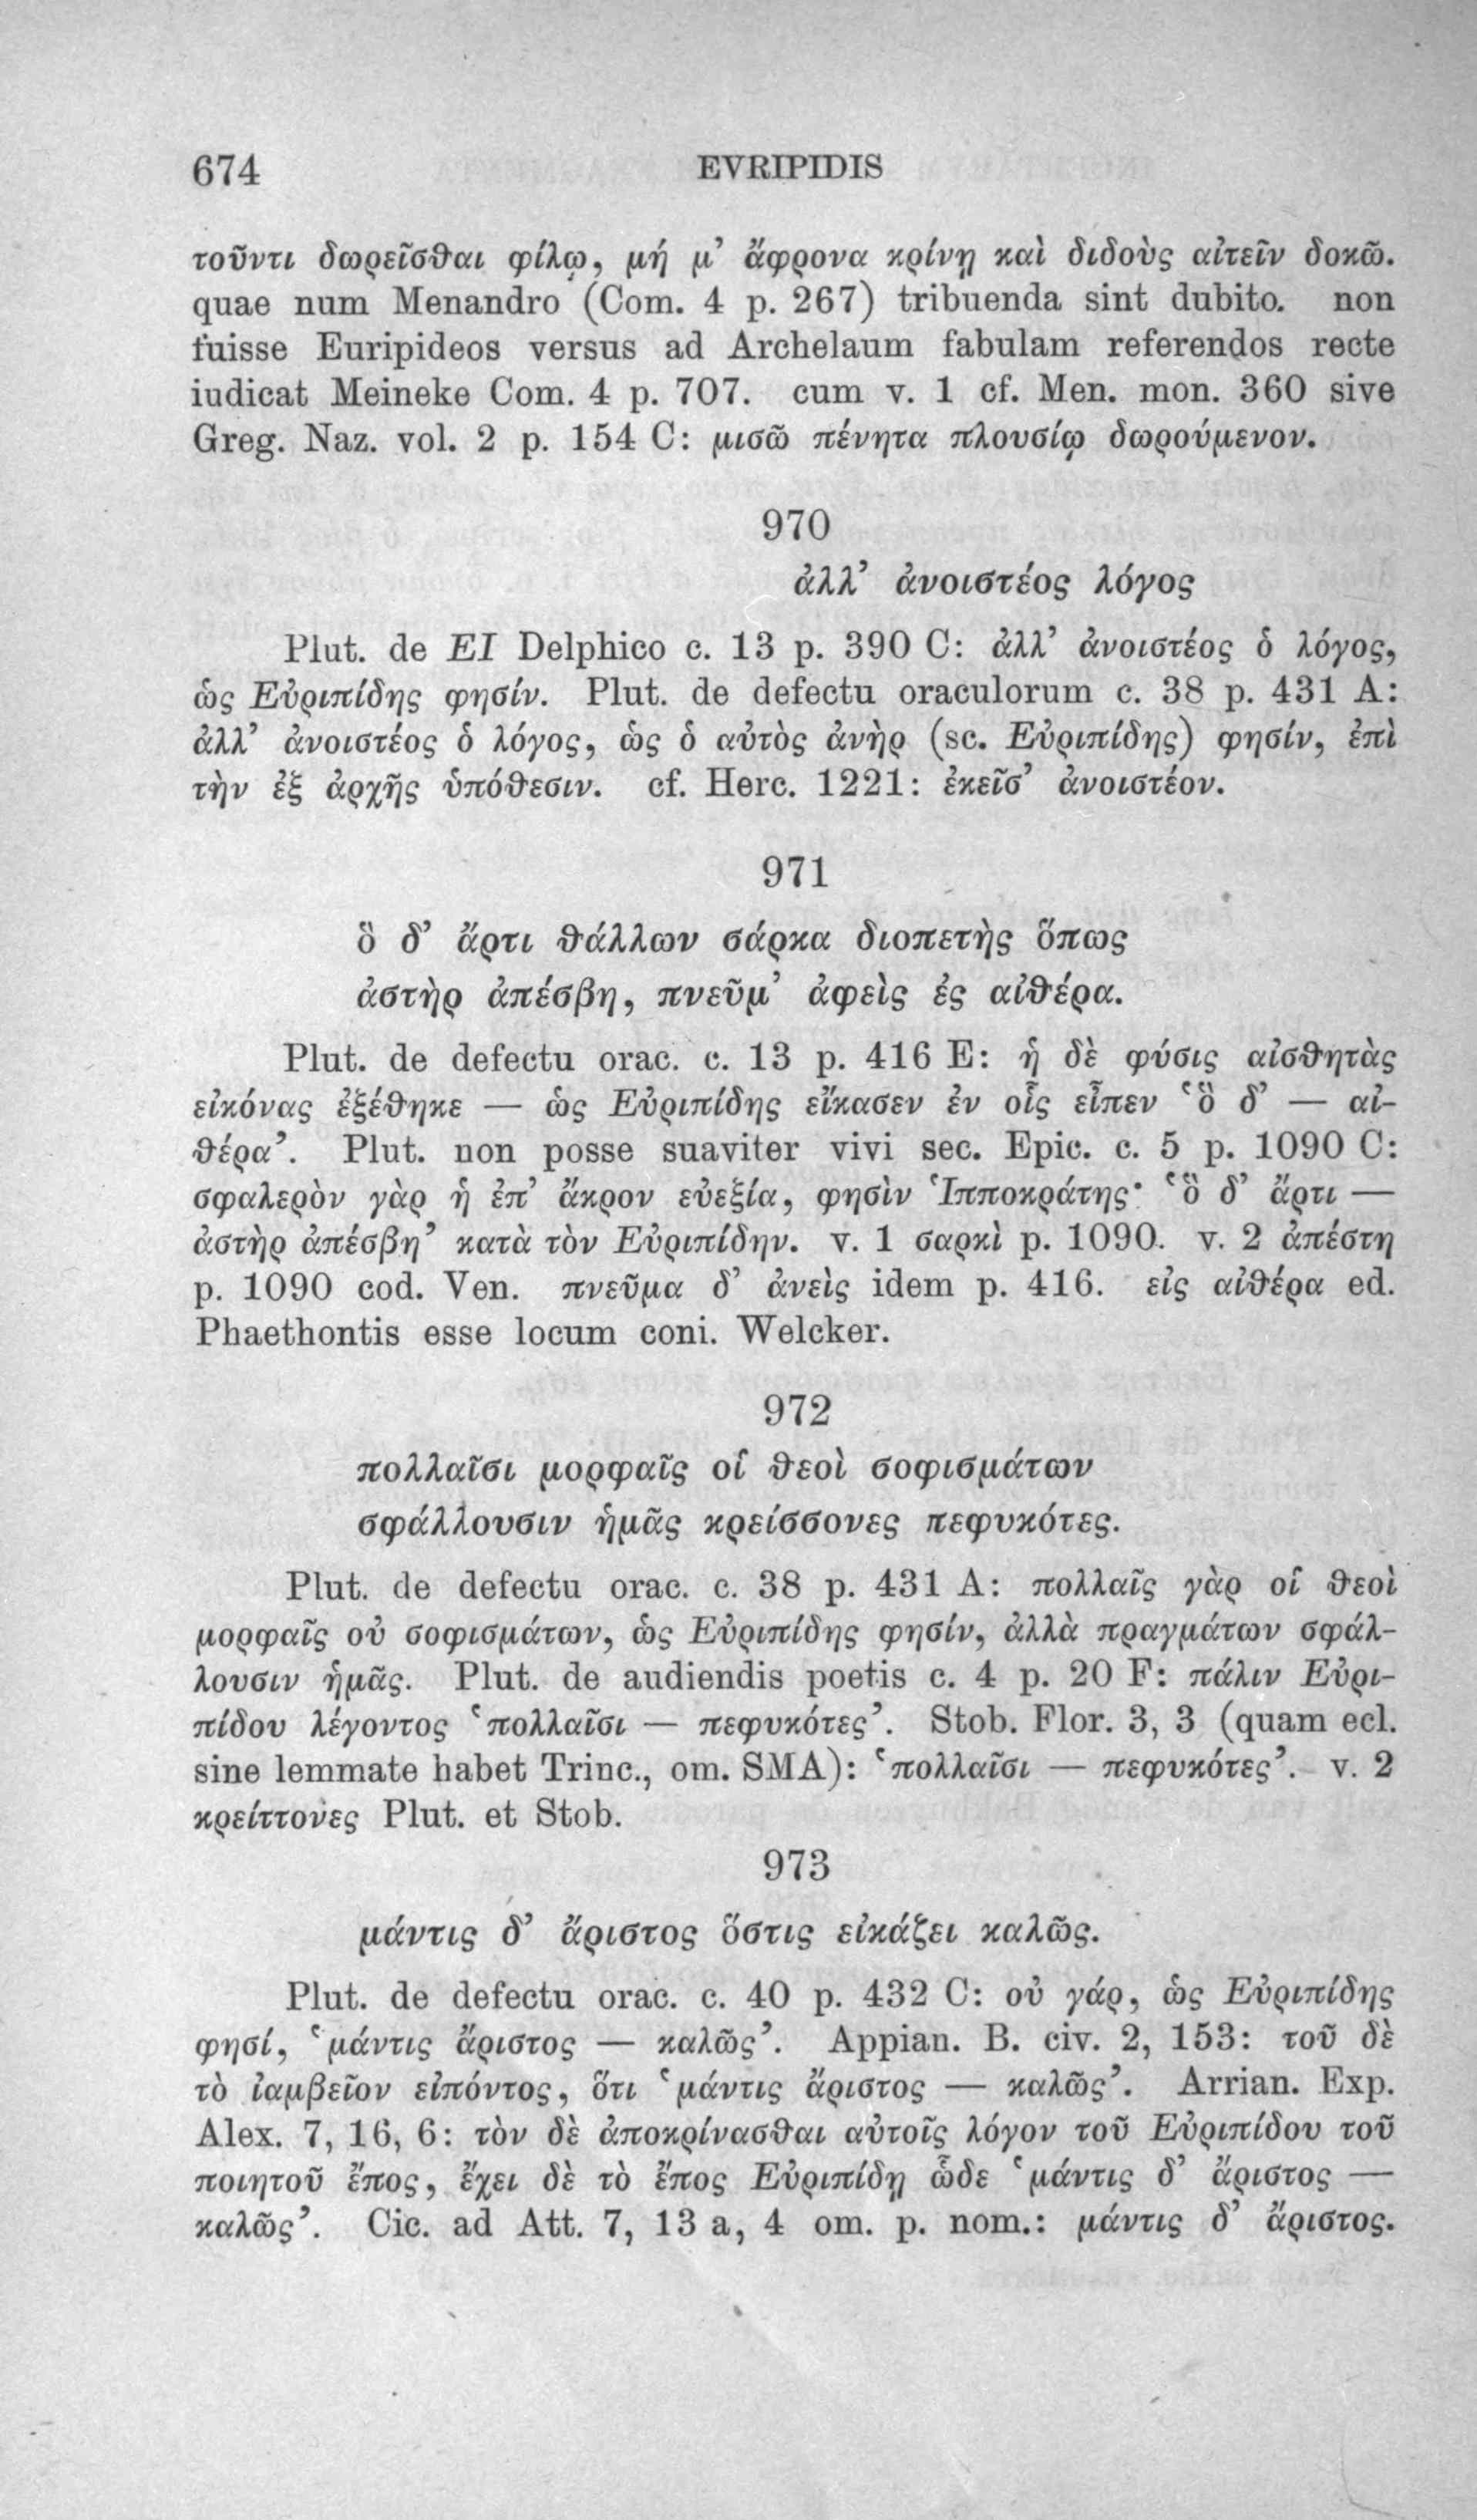 674 EVRIPIDIS
τοῦντι δωρεῖσθαι φίλῳ, μή μ’ ἄφρονα κρίνῃ καὶ διδοὺς αἰτεῖν δοκῶ.
quae num Menandro (Com. 4 p. 267) tribuenda sint dubito. non
fuisse Euripideos versus ad Archelaum fabulam referendos recte
iudicat Meineke Com. 4 p. 707. cum v. 1 cf. Men. mon. 360 sive
Greg. Naz. vol. 2 p. 154 C: μισῶ πένητα πλουσίῳ δωρούμενον.
970
ἀλλ’ ἀνοιστέος λόγος
Plut. de EI Delphico c. 13 p. 390 C: ἀλλ’ ἀνοιστέος ὁ λόγος,
ὡς Εὐριπίδης φησίν. Plut. de defectu oraculorum c. 38 p. 431 A:
ἀλλ’ ἀνοιστέος ὁ λόγος, ὡς ὁ αὐτὸς ἀνὴρ (sc. Εὐριπίδης) φησίν, ἐπὶ
τὴν ἐξ ἀρχῆς ὑπόθεσιν. cf. Herc. 1221: ἐκεῖσ’ ἀνοιστέον.
971
ὃ δ’ ἄρτι θάλλων σάρκα διοπετὴς ὅπως
ἀστὴρ ἀπέσβη, πνεῦμ’ ἀφεὶς ἐς αἰθέρα.
Plut. de defectu orac. c. 13 p. 416 E: ἡ δὲ φύσις αἰσθητὰς
εἰκόνας ἐξέθηκε — ὡς Εὐριπίδης εἴκασεν ἐν οἷς εἶπεν ‘ὃ δ’ — αἰ-
θέρα’. Plut. non posse suaviter vivi sec. Epic. c. 5 p. 1090 C:
σφαλερὸν γὰρ ἡ ἐπ’ ἄκρον εὐεξία, φησὶν Ἱπποκράτης· ‘ὃ δ’ ἄρτι —
ἀστὴρ ἀπέσβη’ κατὰ τὸν Εὐριπίδην. v. 1 σαρκὶ p. 1090. v. 2 ἀπέστη
p. 1090 cod. Ven. πνεῦμα δ’ ἀνεὶς idem p. 416. εἰς αἰθέρα ed.
Phaethontis esse locum coni. Welcker.
972
πολλαῖσι μορφαῖς οἱ θεοὶ σοφισμάτων
σφάλλουσιν ἡμᾶς κρείσσονες πεφυκότες.
Plut. de defectu orac. c. 38 p. 431 A: πολλαῖς γὰρ οἱ θεοὶ
μορφαῖς οὐ σοφισμάτων, ὡς Εὐριπίδης φησίν, ἀλλὰ πραγμάτων σφάλ-
λουσιν ἡμᾶς. Plut. de audiendis poetis c. 4 p. 20 F: πάλιν Εὐρι-
πίδου λέγοντος ‘πολλαῖσι — πεφυκότες’. Stob. Flor. 3, 3 (quam ecl.
sine lemmate habet Trinc., om. SMA): ‘πολλαῖσι — πεφυκότες’. v. 2
κρείττονες Plut. et Stob.
973
μάντις δ’ ἄριστος ὅστις εἰκάζει καλῶς.
Plut. de defectu orac. c. 40 p. 432 C: οὐ γάρ, ὡς Εὐριπίδης
φησί, ‘μάντις ἄριστος — καλῶς’. Appian. B. civ. 2, 153: τοῦ δὲ
τὸ ἰαμβεῖον εἰπόντος, ὅτι ‘μάντις ἄριστος — καλῶς’. Arrian. Exp.
Alex. 7, 16, 6: τὸν δὲ ἀποκρίνασθαι αὐτοῖς λόγον τοῦ Εὐριπίδου τοῦ
ποιητοῦ ἔπος, ἔχει δὲ τὸ ἔπος Εὐριπίδῃ ὧδε ‘μάντις δ’ ἄριστος —
καλῶς’. Cic. ad Att. 7, 13 a, 4 om. p. nom.: μάντις δ’ ἄριστος.